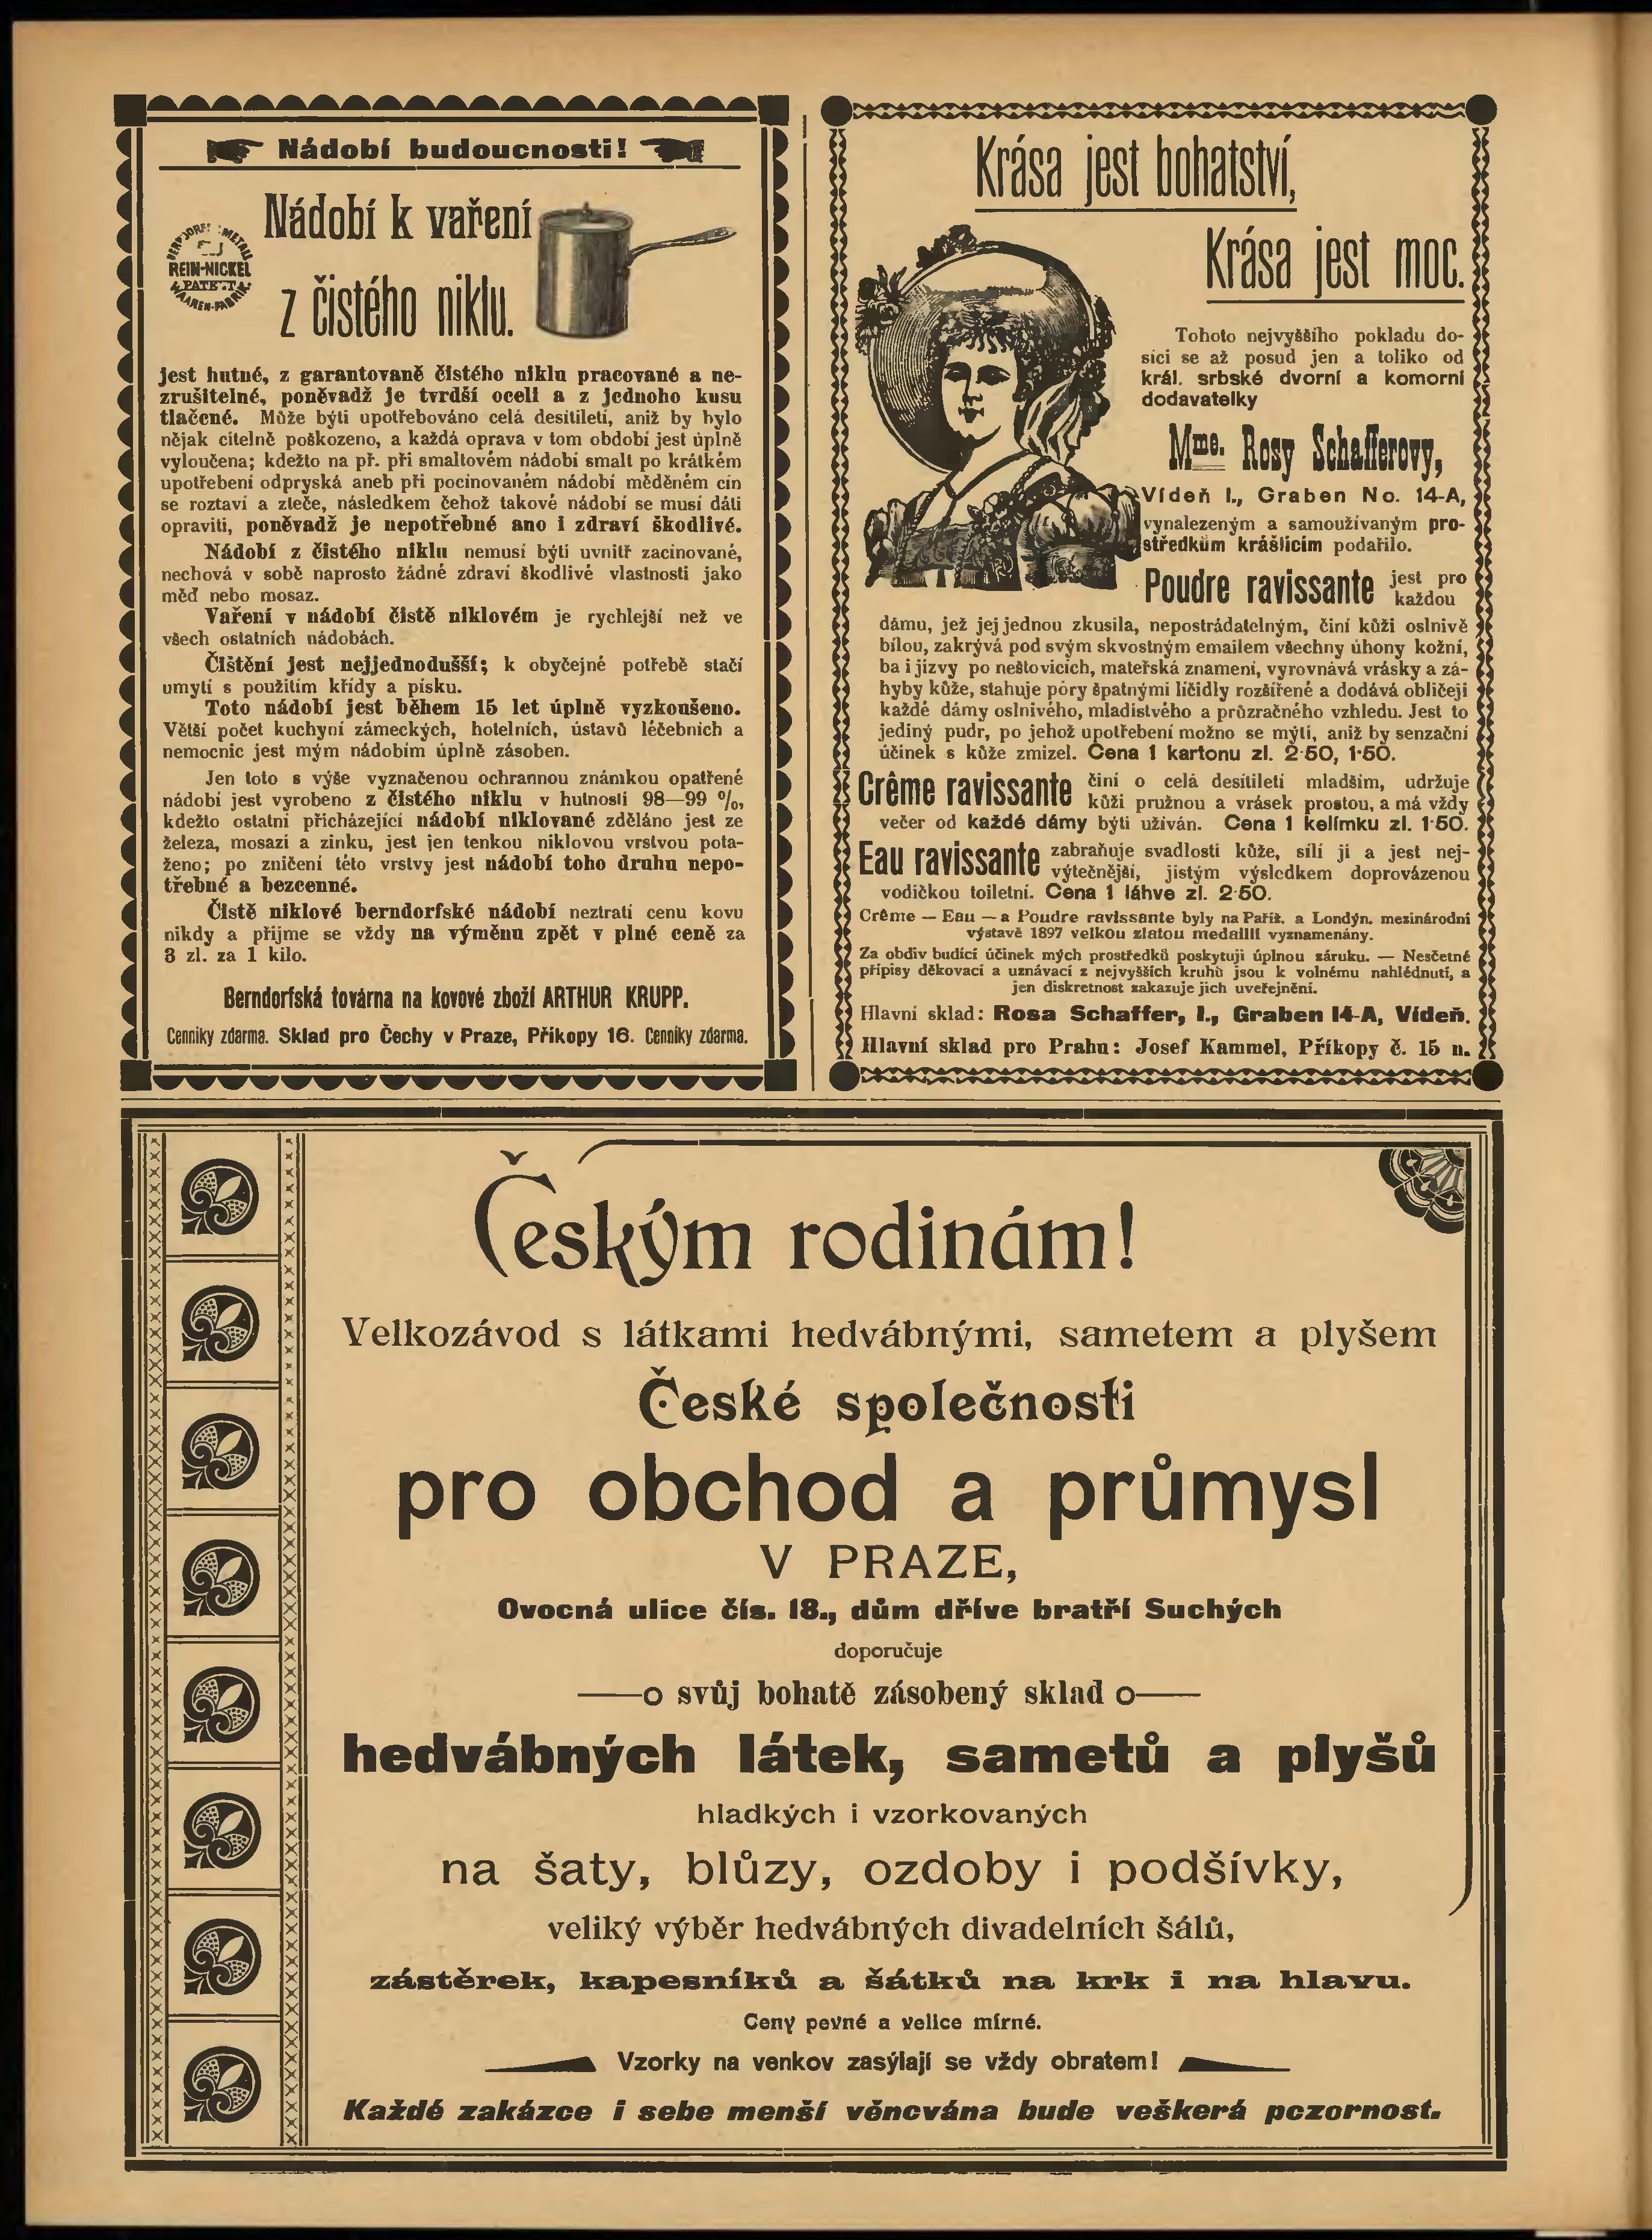 Nádobí budoucnosti!
Nádobí k vaření
z čistého niklu.
REIN-NICKEL
jest hutné, z garantovaně čistého niklu pracované a ne-
zrušitelné, poněvadž je tvrdší oceli a z jednoho kusu
tlačené. Může býti upotřebováno celá desítiletí, aniž by bylo
nějak citelně poškozeno, a každá oprava v tom období jest úplně
vyloučena; kdežto na př. při smaltovém nádobí smalt po krátkém
upotřebení odpryská aneb při pocínovaném nádobí měděném cín
se roztaví a zteče, následkem čehož takové nádobí se musí dáti
opraviti, poněvadž je nepotřebné ano i zdraví škodlivé.
Nádobí z čistého niklu nemusí býti uvnitř zacínované,
nechová v sobě naprosto žádné zdraví škodlivé vlastnosti jako
měď nebo mosaz.
Vaření v nádobí čistě niklovém je rychlejší než ve
všech ostatních nádobách.
Čištění jest nejjednodušší; k obyčejné potřebě stačí
umytí s použitím křídy a písku.
Toto nádobí jest během 15 let úplně vyzkoušeno.
Větší počet kuchyní zámeckých, hotelních, ústavů léčebních a
nemocnic jest mým nádobím úplně zásoben.
Jen toto s výše vyznačenou ochrannou známkou opatřené
nádobí jest vyrobeno z čistého niklu v hutnosti 98—99 %,
kdežto ostatní přicházející nádobí niklované zděláno jest ze
železa, mosazi a zinku, jest jen tenkou niklovou vrstvou pota-
ženo; po zničení této vrstvy jest nádobí toho druhu nepo-
třebné a bezcenné.
Čistě niklové berndorfské nádobí neztratí cenu kovu
nikdy a přijme se vždy na výměnu zpět v plné ceně za
3 zl. za 1 kilo.
Berndorfská továrna na kovové zboží ARTHUR KRUPP.
Cenníky zdarma. Sklad pro Čechy v Praze, Příkopy 16. Cenníky zdarma.
Krása jest bohatství,
Krása jest moc.
Tohoto nejvyššího pokladu do-
síci se až posud jen a toliko od
král. srbské dvorní a komorní
dodavatelky
Mme. Rosy Schafferovy,
Vídeň I., Graben No. 14-A,
vynalezeným a samoužívaným pro-
středkům krášlicím podařilo.
Poudre ravissante jest pro každou
dámu, jež jej jednou zkusila, nepostrádatelným, činí kůži oslnivě
bílou, zakrývá pod svým skvostným emailem všechny úhony kožní,
ba i jizvy po neštovicích, mateřská znamení, vyrovnává vrásky a zá-
hyby kůže, stahuje póry špatnými líčidly rozšířené a dodává obličeji
každé dámy oslnivého, mladistvého a průzračného vzhledu. Jest to
jediný pudr, po jehož upotřebení možno se mýti, aniž by senzační
účinek s kůže zmizel. Cena 1 kartonu zl. 2·50, 1·50.
Crême ravissante činí o celá desítiletí mladším, udržuje
kůži pružnou a vrásek prostou, a má vždy
večer od každé dámy býti užíván. Cena 1 kelímku zl. 1·50.
Eau ravissante zabraňuje svadlosti kůže, sílí ji a jest nej-
výtečnější, jistým výsledkem doprovázenou
vodičkou toiletní. Cena 1 láhve zl. 2·50.
Crême — Eau — a Poudre ravissante byly na Paříž. a Londýn. mezinárodní
výstavě 1897 velkou zlatou medaillí vyznamenány.
Za obdiv budící účinek mých prostředků poskytuji úplnou záruku. — Nesčetné
přípisy děkovací a uznávací z nejvyšších kruhů jsou k volnému nahlédnutí, a
jen diskretnost zakazuje jich uveřejnění.
Hlavní sklad: Rosa Schaffer, I., Graben 14-A, Vídeň.
Hlavní sklad pro Prahu: Josef Kammel, Příkopy č. 15 n.
Českým rodinám!
Velkozávod s látkami hedvábnými, sametem a plyšem
České společnosti
pro obchod a průmysl
V PRAZE,
Ovocná ulice čís. 18., dům dříve bratří Suchých
doporučuje
svůj bohatě zásobený sklad
hedvábných látek, sametů a plyšů
hladkých i vzorkovaných
na šaty, blůzy, ozdoby i podšívky,
veliký výběr hedvábných divadelních šálů,
zástěrek, kapesníků a šátků na krk i na hlavu.
Ceny pevné a velice mírné.
Vzorky na venkov zasýlají se vždy obratem!
Každé zakázce i sebe menší věnována bude veškerá pozornost.